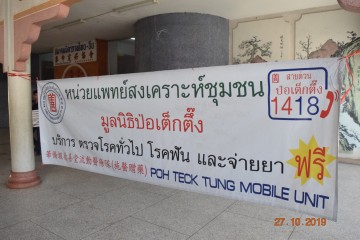 หน่วยแพทย์สงเคราะห์ชุมชน
มูลนิธิป่อเต็กตึ๊ง
บริการ ตรวจโรคทั่วไป โรคฟัน และจ่ายยา ฟรี
POH TECK TUNG MOBILE UNIT
สายด่วน
ป่อเต็กตึ๊ง
1418
27.10.2019